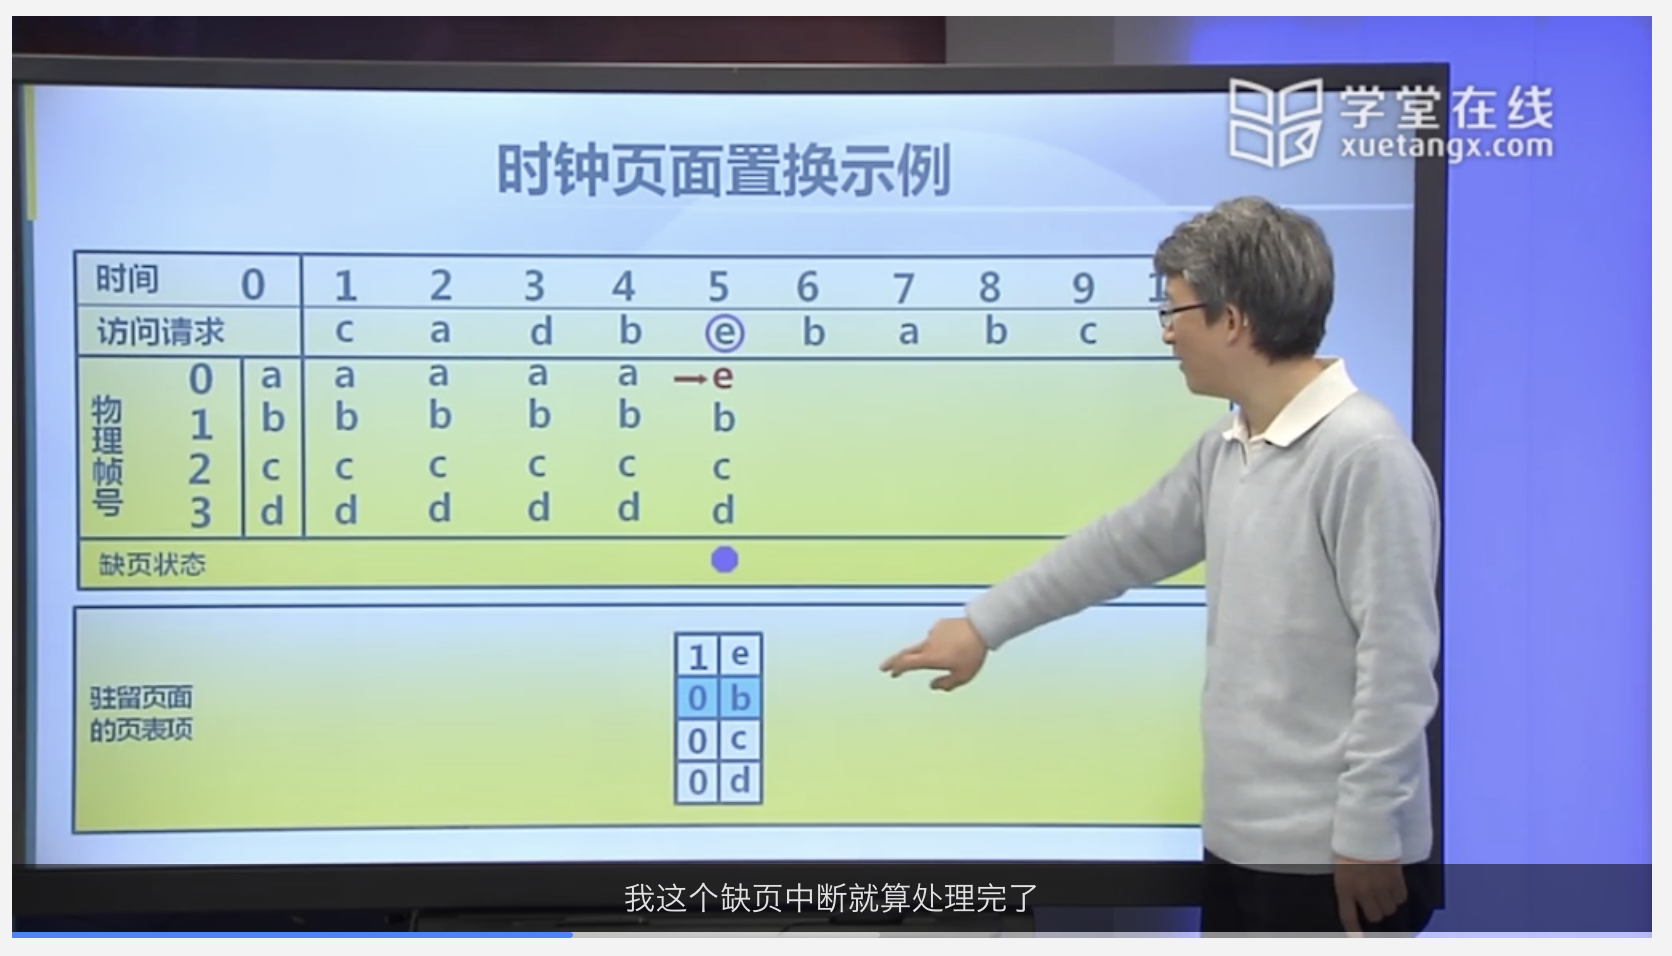 学堂在线
xuetangx.com
时钟页面置换示例
时间 0 1 2 3 4 5 6 7 8 9 1
访问请求 c a d b e b a b c
物理帧号
0 a a a a a →e
1 b b b b b b
2 c c c c c c
3 d d d d d d
缺页状态
驻留页面
的页表项
1 e
0 b
0 c
0 d
我这个缺页中断就算处理完了